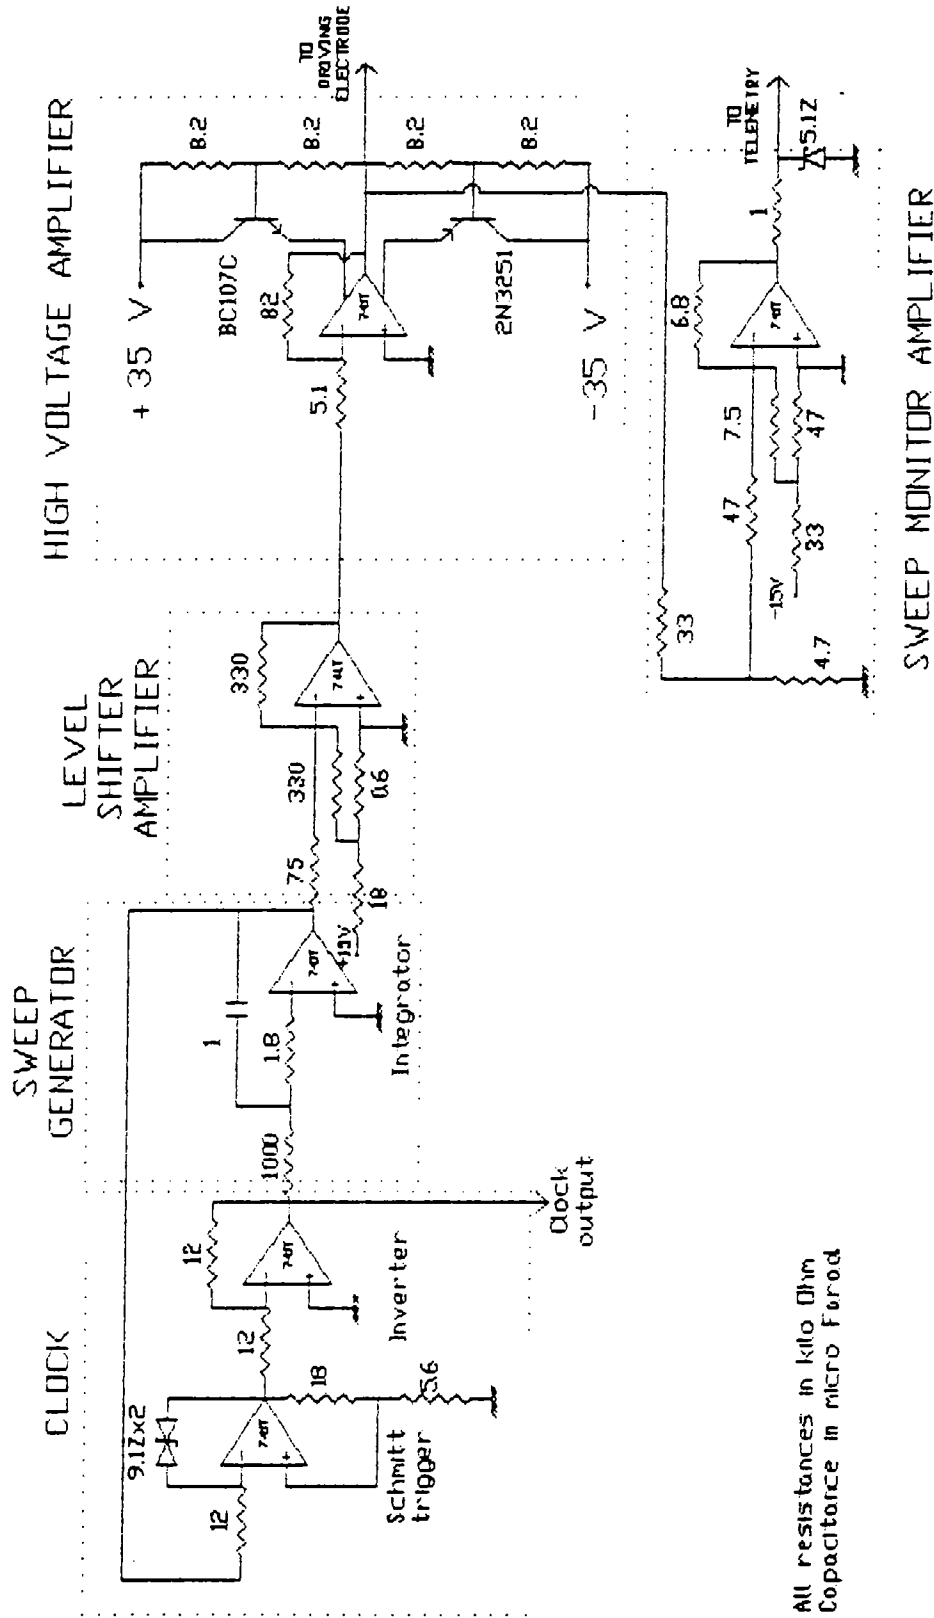 CLOCK
SWEEP
GENERATOR
LEVEL
SHIFTER
AMPLIFIER
HIGH VOLTAGE AMPLIFIER
9.1Zx2
12
18
5.6
Schmitt
trigger
12
12
Inverter
Clock
output
1000
1
1.8
Integrator
75
330
330
18
0.6
5.1
82
+35 V
BC107C
2N3251
-35 V
8.2
8.2
8.2
8.2
TO
DRIVING
ELECTRODE
33
4.7
47
-15V
33
7.5
47
6.8
1
TO
TELEMETRY
5.1Z
SWEEP MONITOR AMPLIFIER
All resistances in kilo Ohm
Capacitance in micro Farad